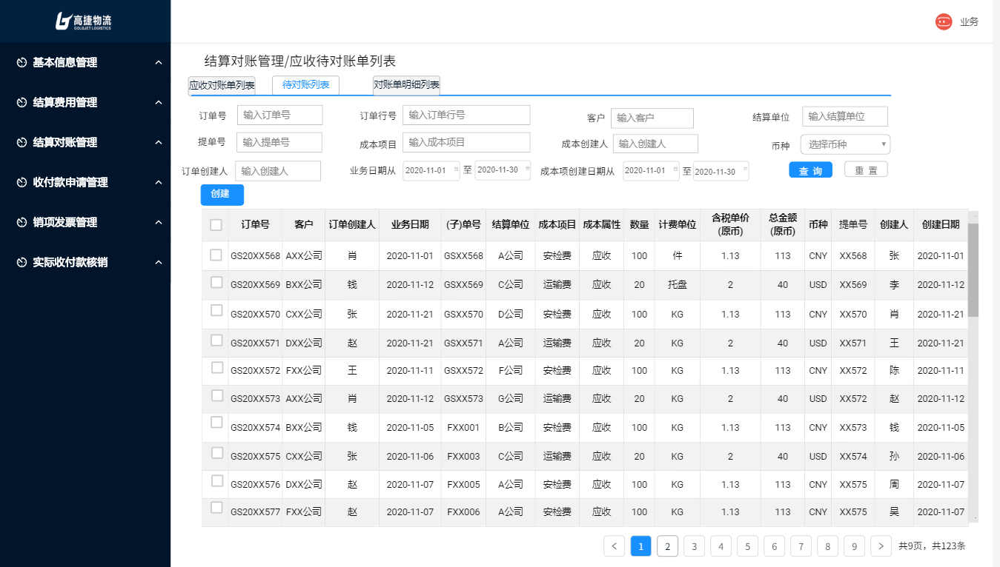 高捷物流
GOLDJET LOGISTICS
业务
基本信息管理
结算费用管理
结算对账管理
收付款申请管理
销项发票管理
实际收付款核销
结算对账管理/应收待对账单列表
应收对账单列表 待对账列表 对账单明细列表
订单号 输入订单号 订单行号 输入订单行号 客户 输入客户 结算单位 输入结算单位
提单号 输入提单号 成本项目 输入成本项目 成本创建人 输入创建人 币种 选择币种
订单创建人 输入创建人 业务日期从 2020-11-01 至 2020-11-30 成本项创建日期从 2020-11-01 至 2020-11-30 查 询 重 置
创建
订单号 客户 订单创建人 业务日期 (子)单号 结算单位 成本项目 成本属性 数量 计费单位 含税单价(原币) 总金额(原币) 币种 提单号 创建人 创建日期
GS20XX568 AXX公司 肖 2020-11-01 GSXX568 A公司 安检费 应收 100 件 1.13 113 CNY XX568 张 2020-11-01
GS20XX569 BXX公司 钱 2020-11-12 GSXX569 C公司 运输费 应收 20 托盘 2 40 USD XX569 李 2020-11-12
GS20XX570 CXX公司 张 2020-11-21 GSXX570 D公司 安检费 应收 100 KG 1.13 113 CNY XX570 肖 2020-11-21
GS20XX571 DXX公司 赵 2020-11-21 GSXX571 A公司 运输费 应收 20 KG 2 40 USD XX571 王 2020-11-21
GS20XX572 FXX公司 王 2020-11-11 GSXX572 F公司 安检费 应收 100 KG 1.13 113 CNY XX572 陈 2020-11-11
GS20XX573 AXX公司 肖 2020-11-12 GSXX573 G公司 运输费 应收 20 KG 2 40 USD XX572 赵 2020-11-12
GS20XX574 BXX公司 钱 2020-11-05 FXX001 B公司 安检费 应收 100 KG 1.13 113 CNY XX573 钱 2020-11-05
GS20XX575 CXX公司 张 2020-11-06 FXX003 C公司 运输费 应收 20 KG 2 40 USD XX574 孙 2020-11-06
GS20XX576 DXX公司 赵 2020-11-07 FXX005 A公司 安检费 应收 100 KG 1.13 113 CNY XX575 周 2020-11-07
GS20XX577 FXX公司 赵 2020-11-07 FXX006 A公司 安检费 应收 100 KG 1.13 113 CNY XX575 吴 2020-11-07
< 1 2 3 4 5 6 7 8 9 > 共9页，共123条